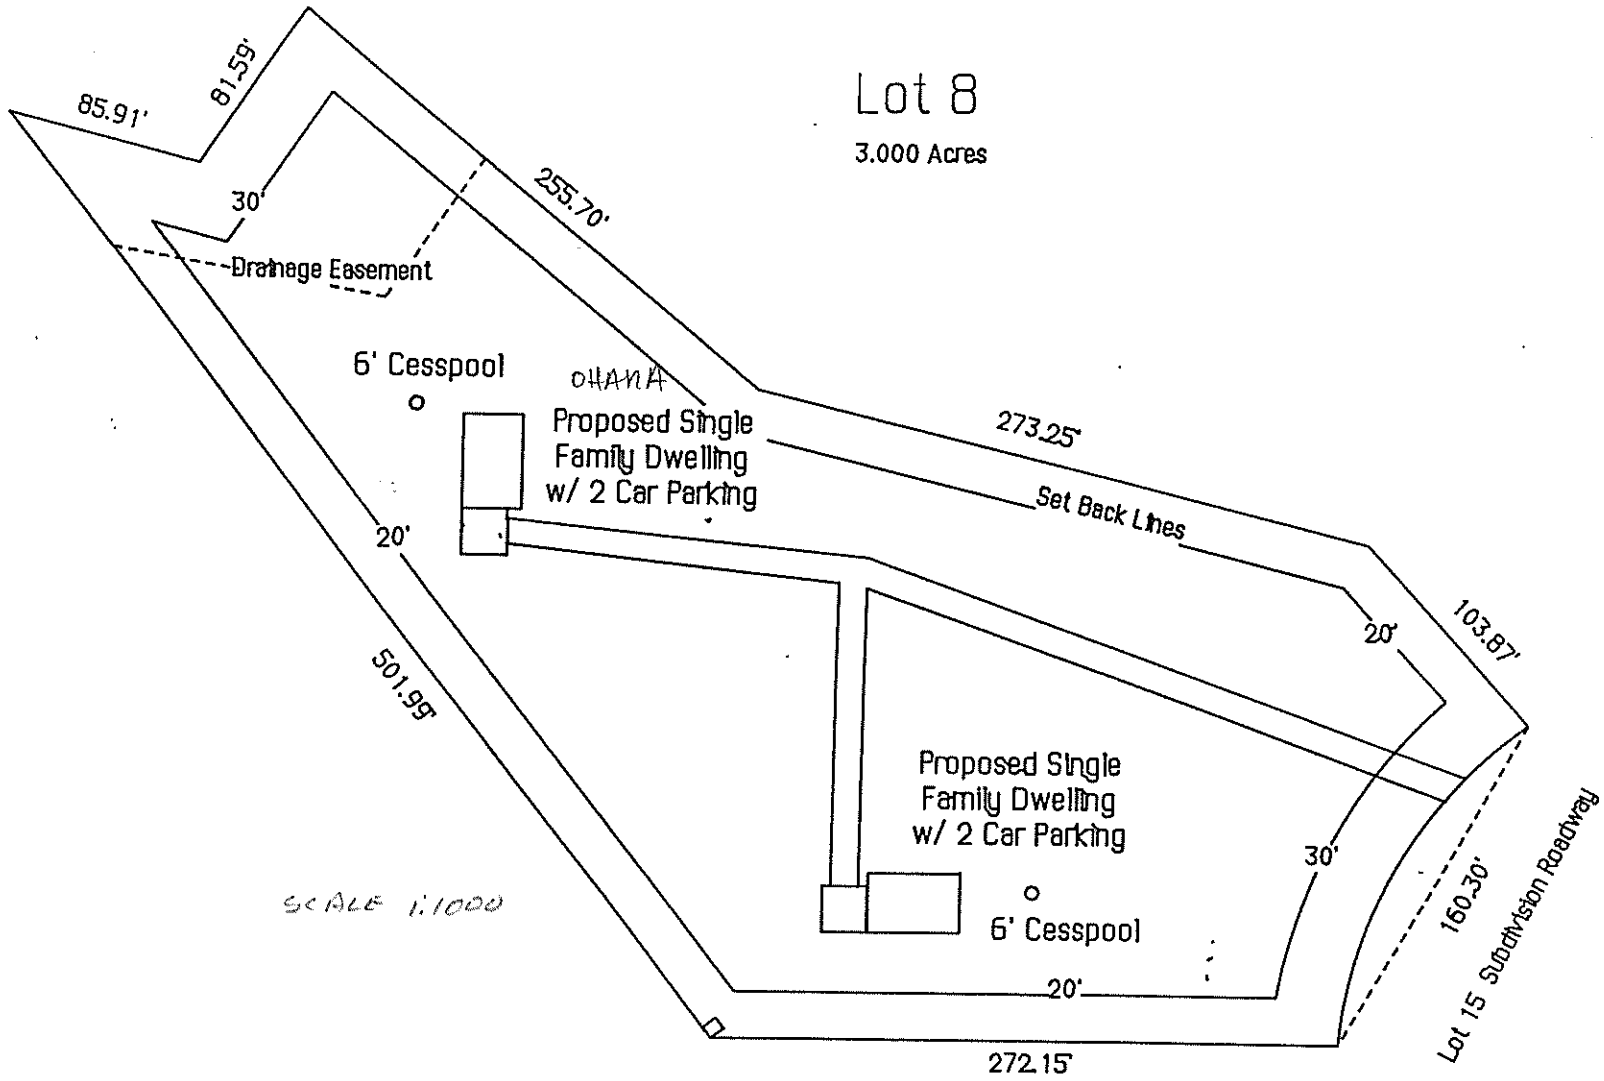 Lot 8
3.000 Acres
85.91'
81.59'
30'
255.70'
Drainage Easement
6' Cesspool
OHANA
Proposed Single
Family Dwelling
w/ 2 Car Parking
273.25'
Set Back Lines
20'
20'
103.87'
501.99'
Proposed Single
Family Dwelling
w/ 2 Car Parking
30'
160.30'
Lot 15 Subdivision Roadway
SCALE 1:1000
6' Cesspool
20'
272.15'